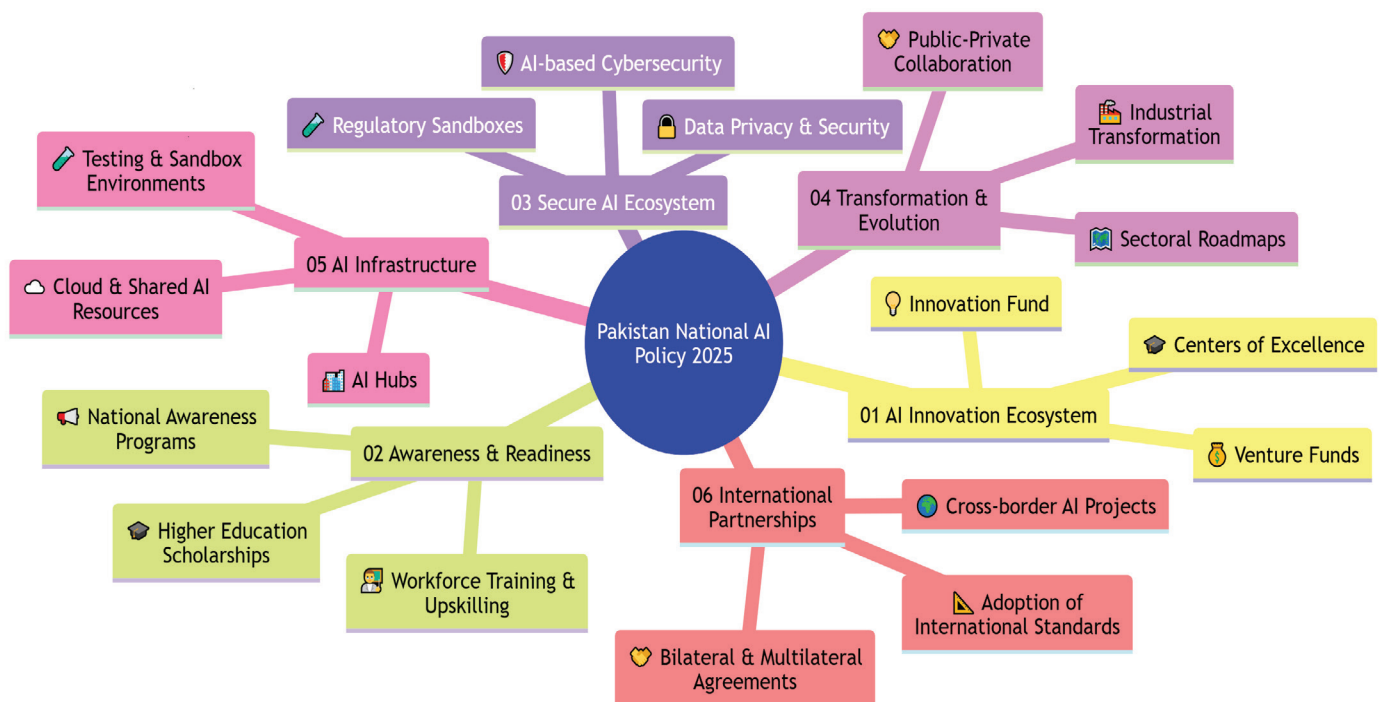 Public-Private
Collaboration
AI-based Cybersecurity
Regulatory Sandboxes
Data Privacy & Security
Industrial
Transformation
Testing & Sandbox
Environments
03 Secure AI Ecosystem
04 Transformation &
Evolution
Sectoral Roadmaps
05 AI Infrastructure
Cloud & Shared AI
Resources
AI Hubs
Pakistan National AI
Policy 2025
Innovation Fund
Centers of Excellence
01 AI Innovation Ecosystem
Venture Funds
National Awareness
Programs
02 Awareness & Readiness
Higher Education
Scholarships
Workforce Training &
Upskilling
06 International
Partnerships
Cross-border AI Projects
Adoption of
International Standards
Bilateral & Multilateral
Agreements